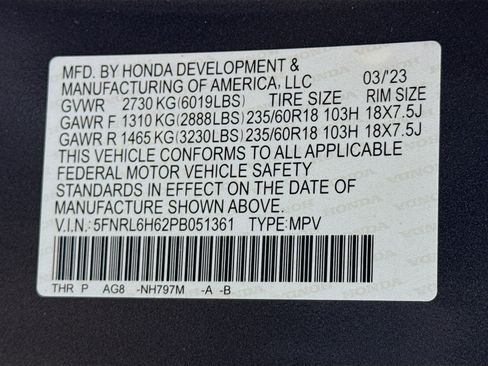 MFD. BY HONDA DEVELOPMENT &
MANUFACTURING OF AMERICA, LLC 03/'23
GVWR 2730 KG(6019LBS) TIRE SIZE RIM SIZE
GAWR F 1310 KG(2888LBS) 235/60R18 103H 18X7.5J
GAWR R 1465 KG(3230LBS) 235/60R18 103H 18X7.5J
THIS VEHICLE CONFORMS TO ALL APPLICABLE
FEDERAL MOTOR VEHICLE SAFETY
STANDARDS IN EFFECT ON THE DATE OF
MANUFACTURE SHOWN ABOVE.
V.I.N.: 5FNRL6H62PB051361 TYPE:MPV
THR P AG8 -NH797M -A -B